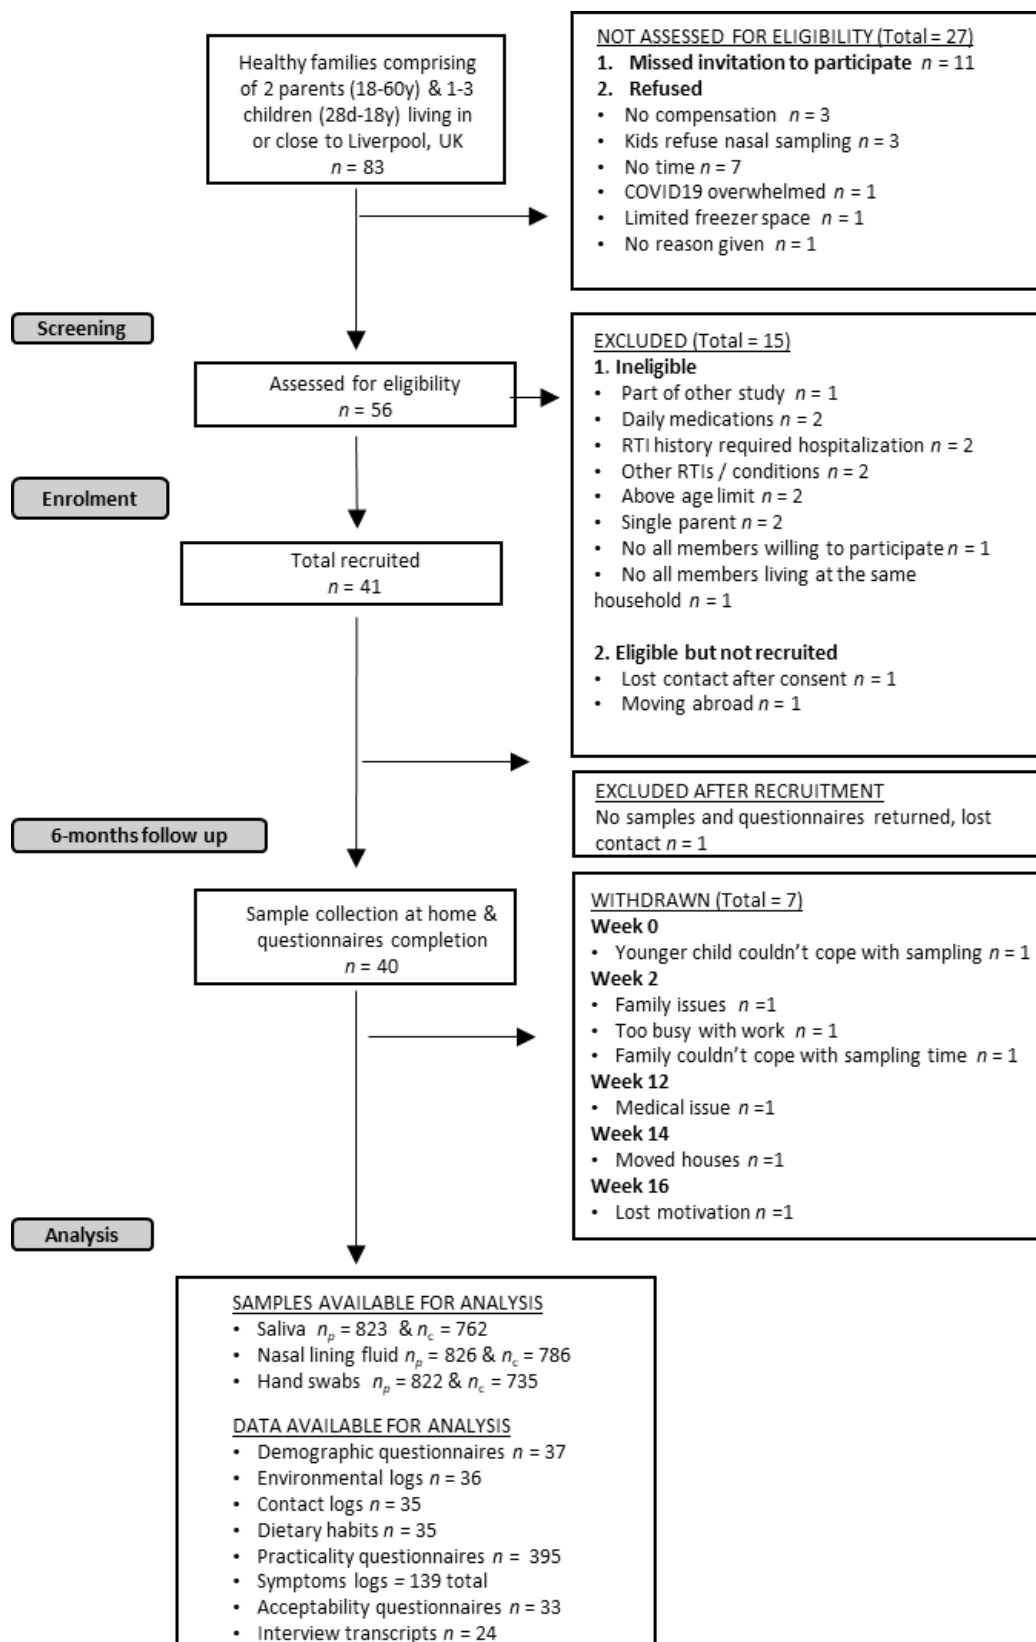 Healthy families comprising
of 2 parents (18-60y) & 1-3
children (28d-18y) living in
or close to Liverpool, UK
n = 83
NOT ASSESSED FOR ELIGIBILITY (Total = 27)
1. Missed invitation to participate n = 11
2. Refused
• No compensation n = 3
• Kids refuse nasal sampling n = 3
• No time n = 7
• COVID19 overwhelmed n = 1
• Limited freezer space n = 1
• No reason given n = 1
Screening
Assessed for eligibility
n = 56
EXCLUDED (Total = 15)
1. Ineligible
• Part of other study n = 1
• Daily medications n = 2
• RTI history required hospitalization n = 2
• Other RTIs / conditions n = 2
• Above age limit n = 2
• Single parent n = 2
• No all members willing to participate n = 1
• No all members living at the same
household n = 1
2. Eligible but not recruited
• Lost contact after consent n = 1
• Moving abroad n = 1
Enrolment
Total recruited
n = 41
EXCLUDED AFTER RECRUITMENT
No samples and questionnaires returned, lost
contact n = 1
6-months follow up
Sample collection at home &
questionnaires completion
n = 40
WITHDRAWN (Total = 7)
Week 0
• Younger child couldn't cope with sampling n = 1
Week 2
• Family issues n =1
• Too busy with work n = 1
• Family couldn't cope with sampling time n = 1
Week 12
• Medical issue n =1
Week 14
• Moved houses n =1
Week 16
• Lost motivation n =1
Analysis
SAMPLES AVAILABLE FOR ANALYSIS
• Saliva np = 823 & nc = 762
• Nasal lining fluid np = 826 & nc = 786
• Hand swabs np = 822 & nc = 735
DATA AVAILABLE FOR ANALYSIS
• Demographic questionnaires n = 37
• Environmental logs n = 36
• Contact logs n = 35
• Dietary habits n = 35
• Practicality questionnaires n = 395
• Symptoms logs = 139 total
• Acceptability questionnaires n = 33
• Interview transcripts n = 24